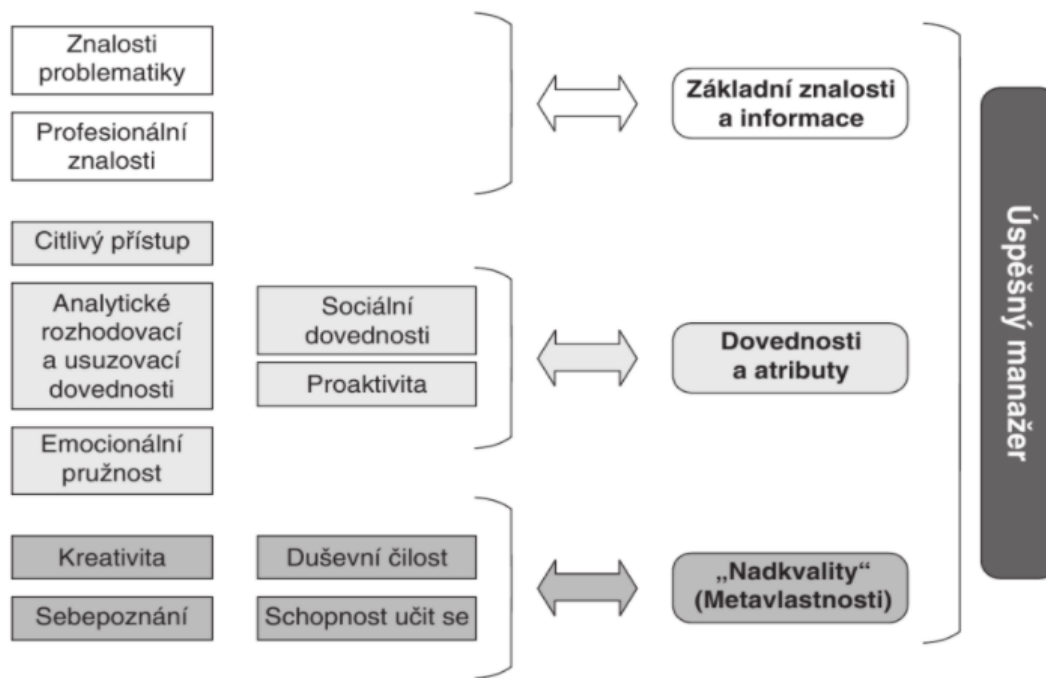 Znalosti
problematiky
Profesionální
znalosti
Základní znalosti
a informace
Citlivý přístup
Analytické
rozhodovací
a usuzovací
dovednosti
Sociální
dovednosti
Proaktivita
Emocionální
pružnost
Dovednosti
a atributy
Kreativita
Duševní čilost
Sebepoznání
Schopnost učit se
„Nadkvality“
(Metavlastnosti)
Úspěšný manažer